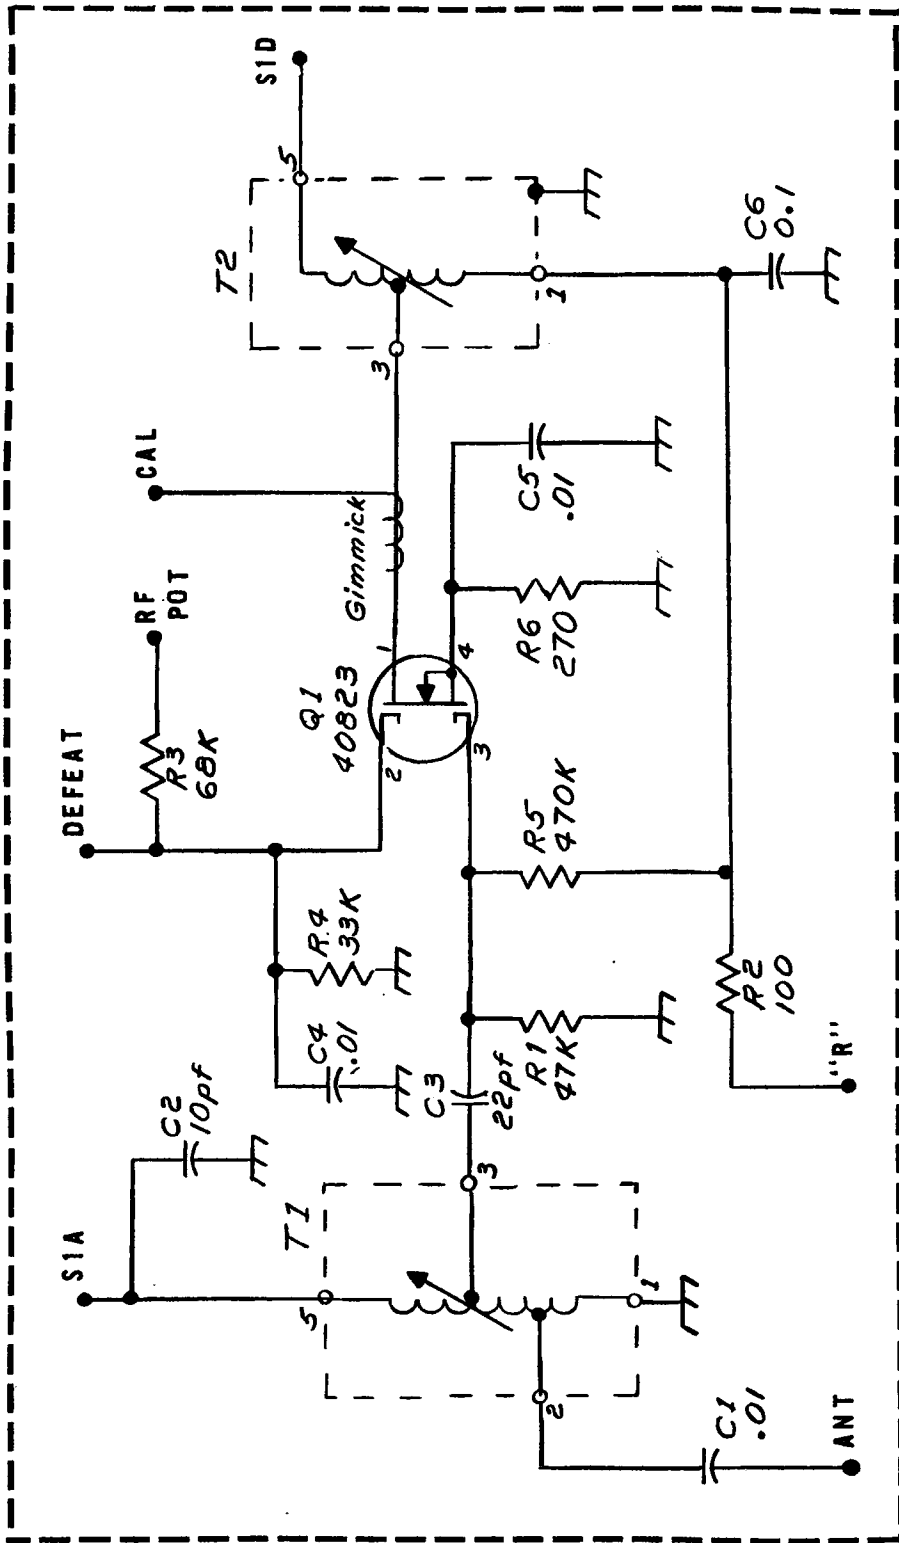 S1A
C2
10pf
T1
5
3
2
1
C1
.01
ANT
C3
22pf
R1
47K
C4
.01
R4
33K
DEFEAT
R3
68K
RF
POT
R5
470K
R2
100
"R"
Q1
40823
2
3
1
4
Gimmick
CAL
R6
270
C5
.01
T2
3
5
1
S1D
C6
0.1